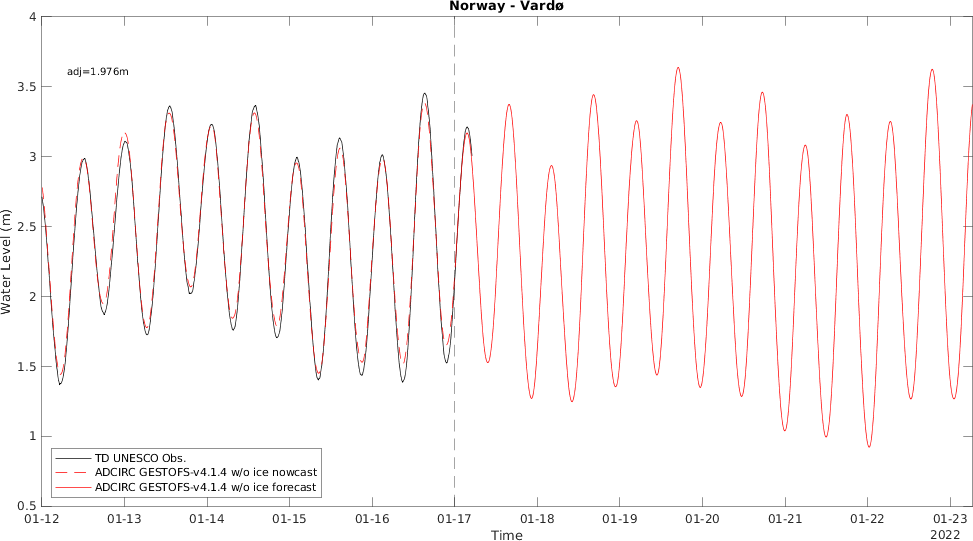 Norway - Vardø
4
3.5
3
2.5
2
1.5
1
0.5
Water Level (m)
adj=1.976m
TD UNESCO Obs.
ADCIRC GESTOFS-v4.1.4 w/o ice nowcast
ADCIRC GESTOFS-v4.1.4 w/o ice forecast
01-12 01-13 01-14 01-15 01-16 01-17 01-18 01-19 01-20 01-21 01-22 01-23
Time
2022